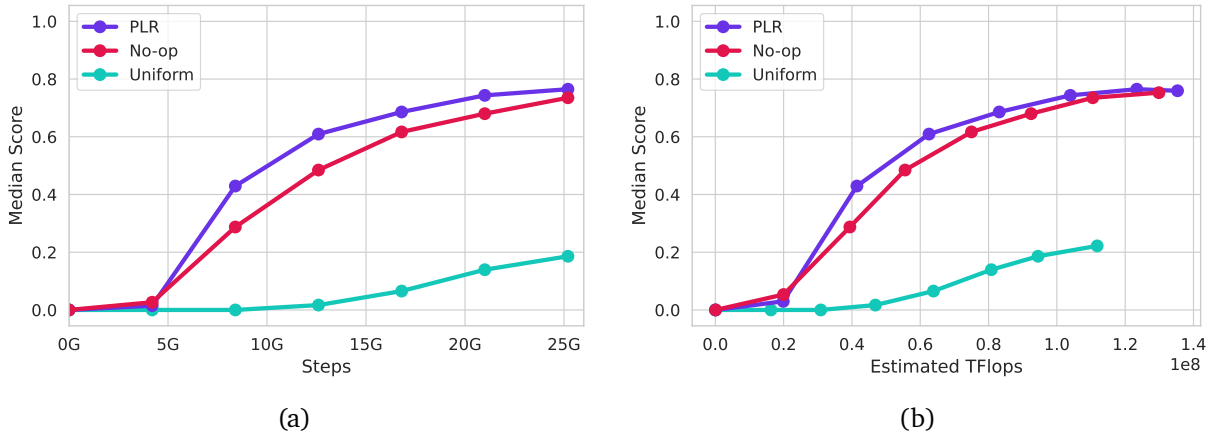 1.0
0.8
0.6
0.4
0.2
0.0
Median Score
PLR
No-op
Uniform
0G
5G
10G
15G
20G
25G
Steps
(a)
1.0
0.8
0.6
0.4
0.2
0.0
Median Score
PLR
No-op
Uniform
0.0
0.2
0.4
0.6
0.8
1.0
1.2
1.4
1e8
Estimated TFlops
(b)